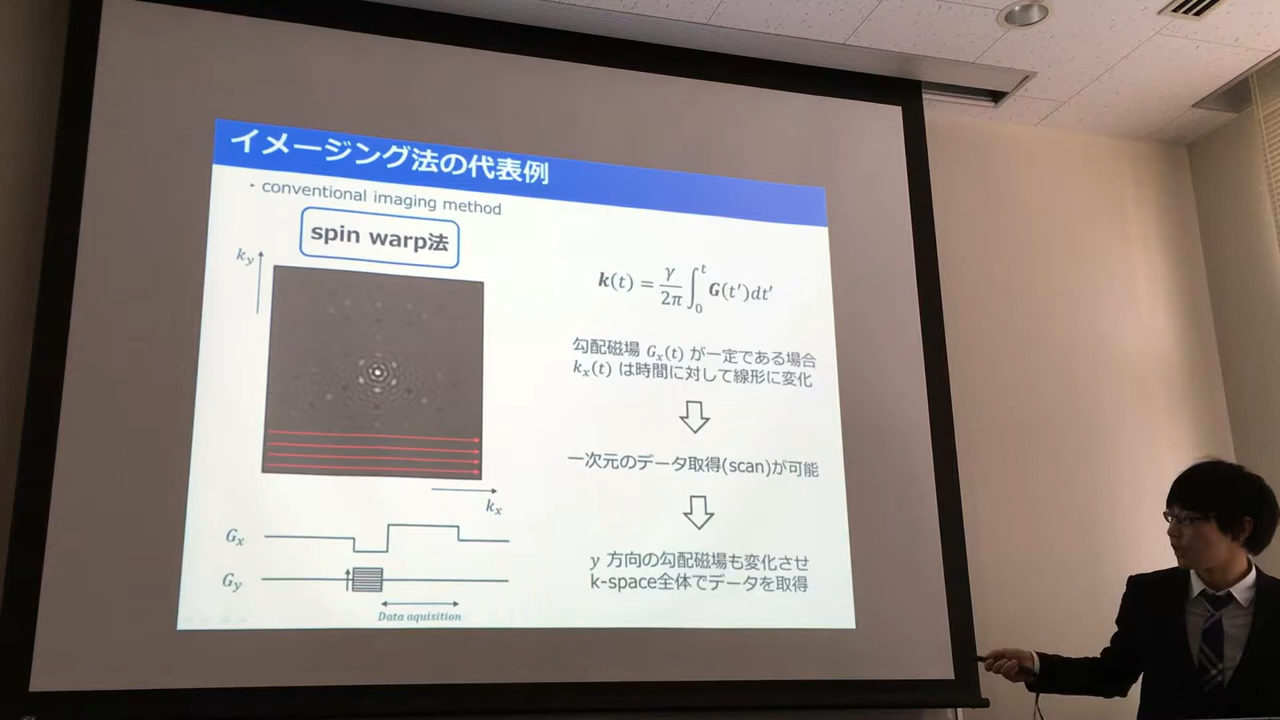 イメージング法の代表例
・conventional imaging method
spin warp法
k_y
k_x
G_x
G_y
Data aquisition
k(t) = γ/2π ∫₀ᵗ G(t′)dt′
勾配磁場 G_x(t) が一定である場合
k_x(t) は時間に対して線形に変化
一次元のデータ取得(scan)が可能
y 方向の勾配磁場も変化させ
k-space全体でデータを取得